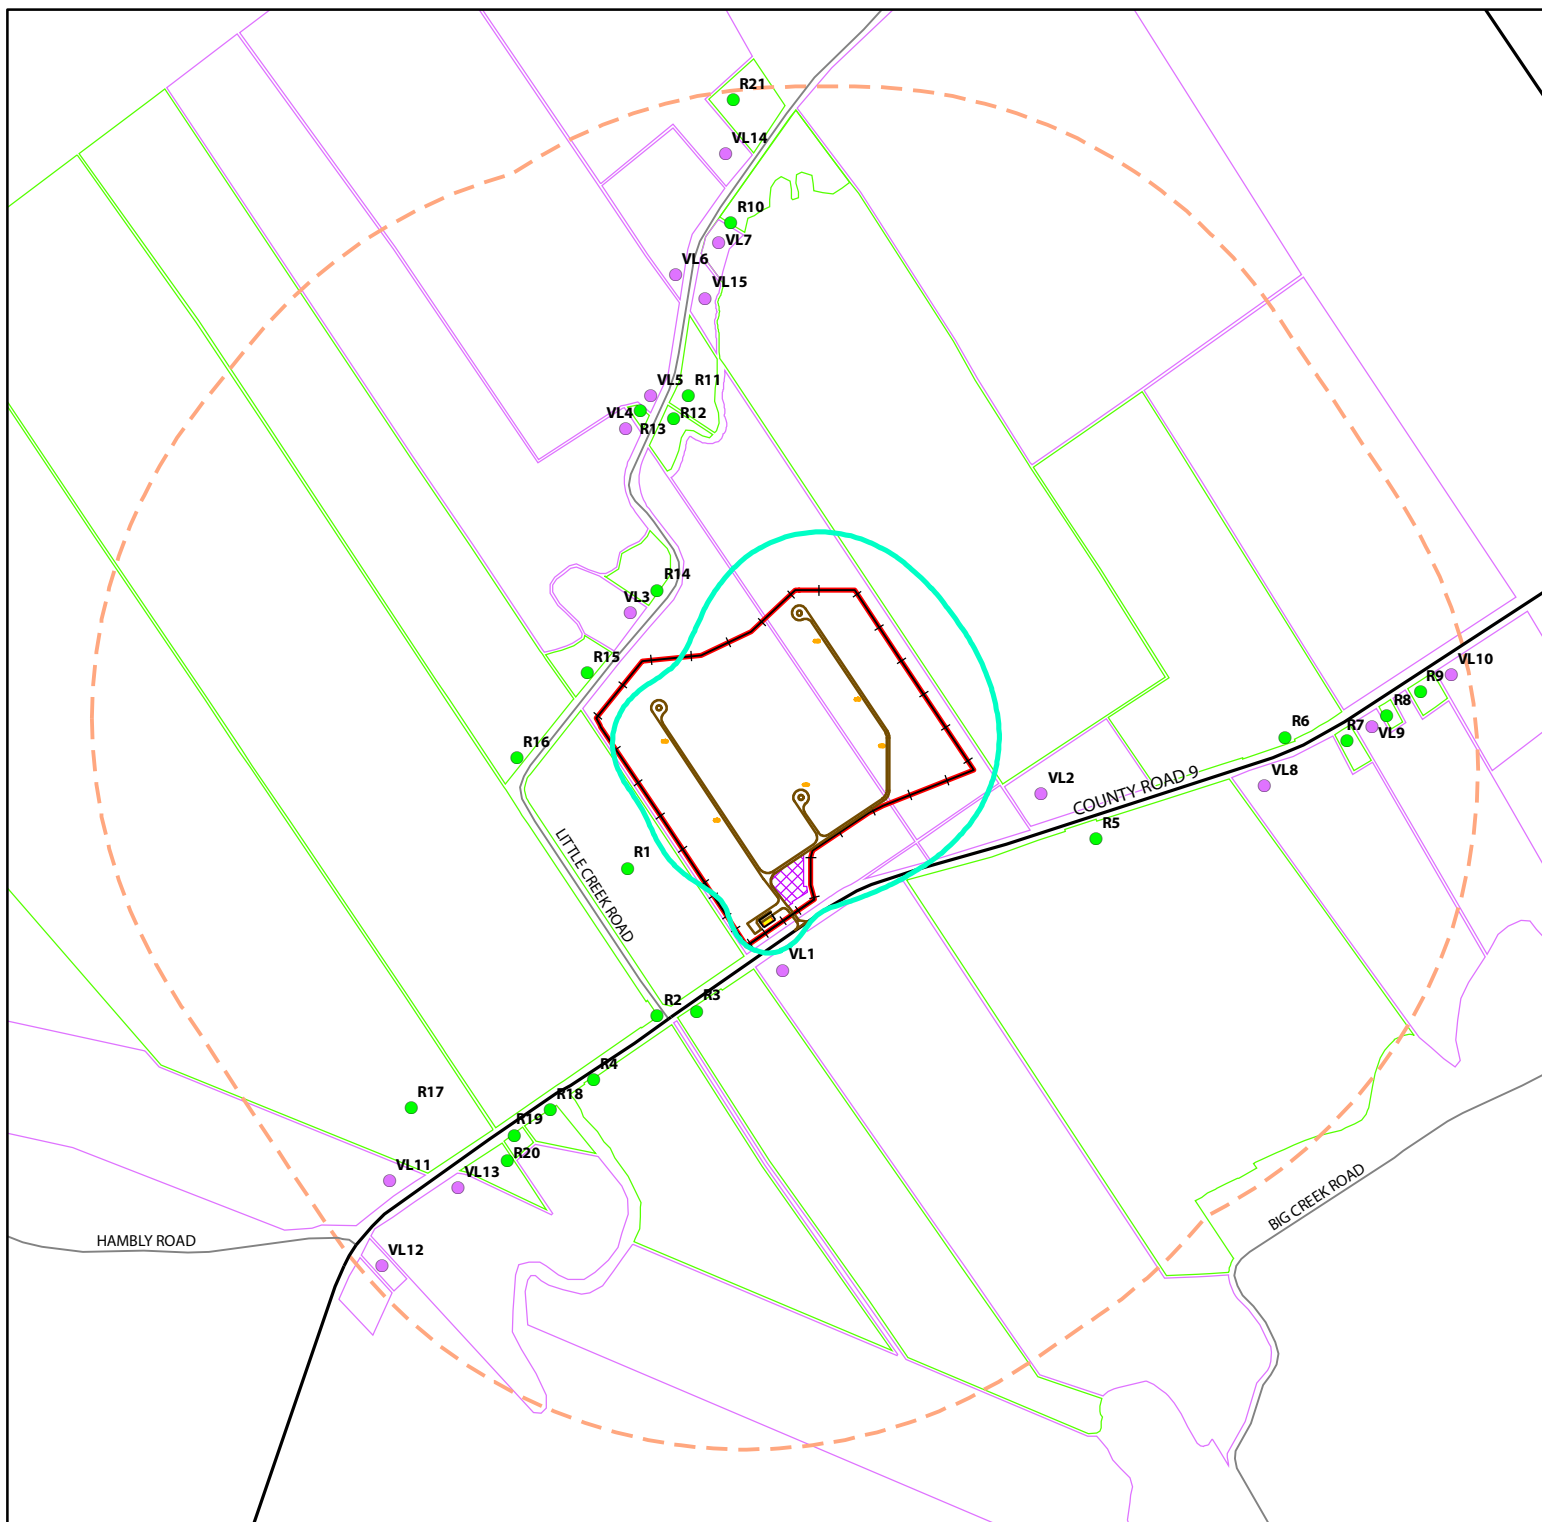 R21
VL14
R10
VL7
VL6
VL15
VL5
R11
VL4
R12
R13
R14
VL3
R15
VL10
R9
R8
R6
R7
VL9
R16
VL8
VL2
COUNTY ROAD 9
R5
LITTLE CREEK ROAD
R1
VL1
R2
R3
R4
R17
R18
R19
R20
VL11
VL13
BIG CREEK ROAD
HAMBLY ROAD
VL12